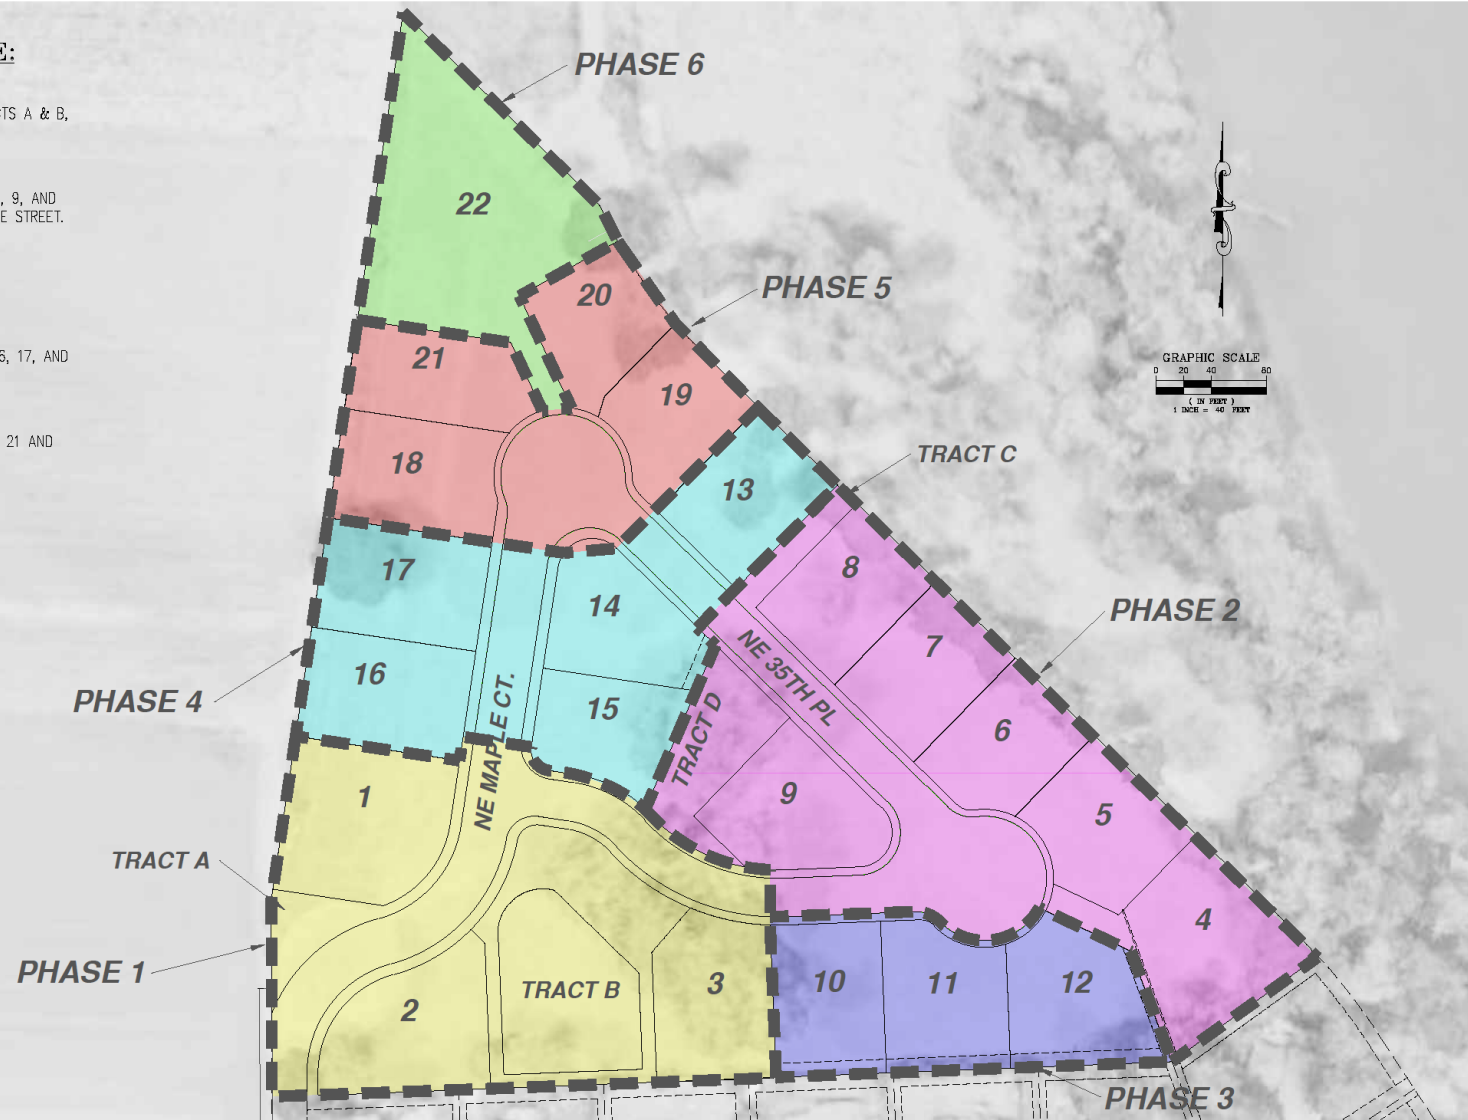 E:
PHASE 6
TS A & B,
22
, 9, AND
E STREET.
PHASE 5
20
21
6, 17, AND
GRAPHIC SCALE
0 20 40 80
( IN FEET )
1 INCH = 40 FEET
19
21 AND
18
TRACT C
13
17
8
14
PHASE 2
7
NE 35TH PL
16
PHASE 4
15
NE MAPLE CT.
TRACT D
6
1
9
5
TRACT A
4
PHASE 1
2
TRACT B
3
10
11
12
PHASE 3